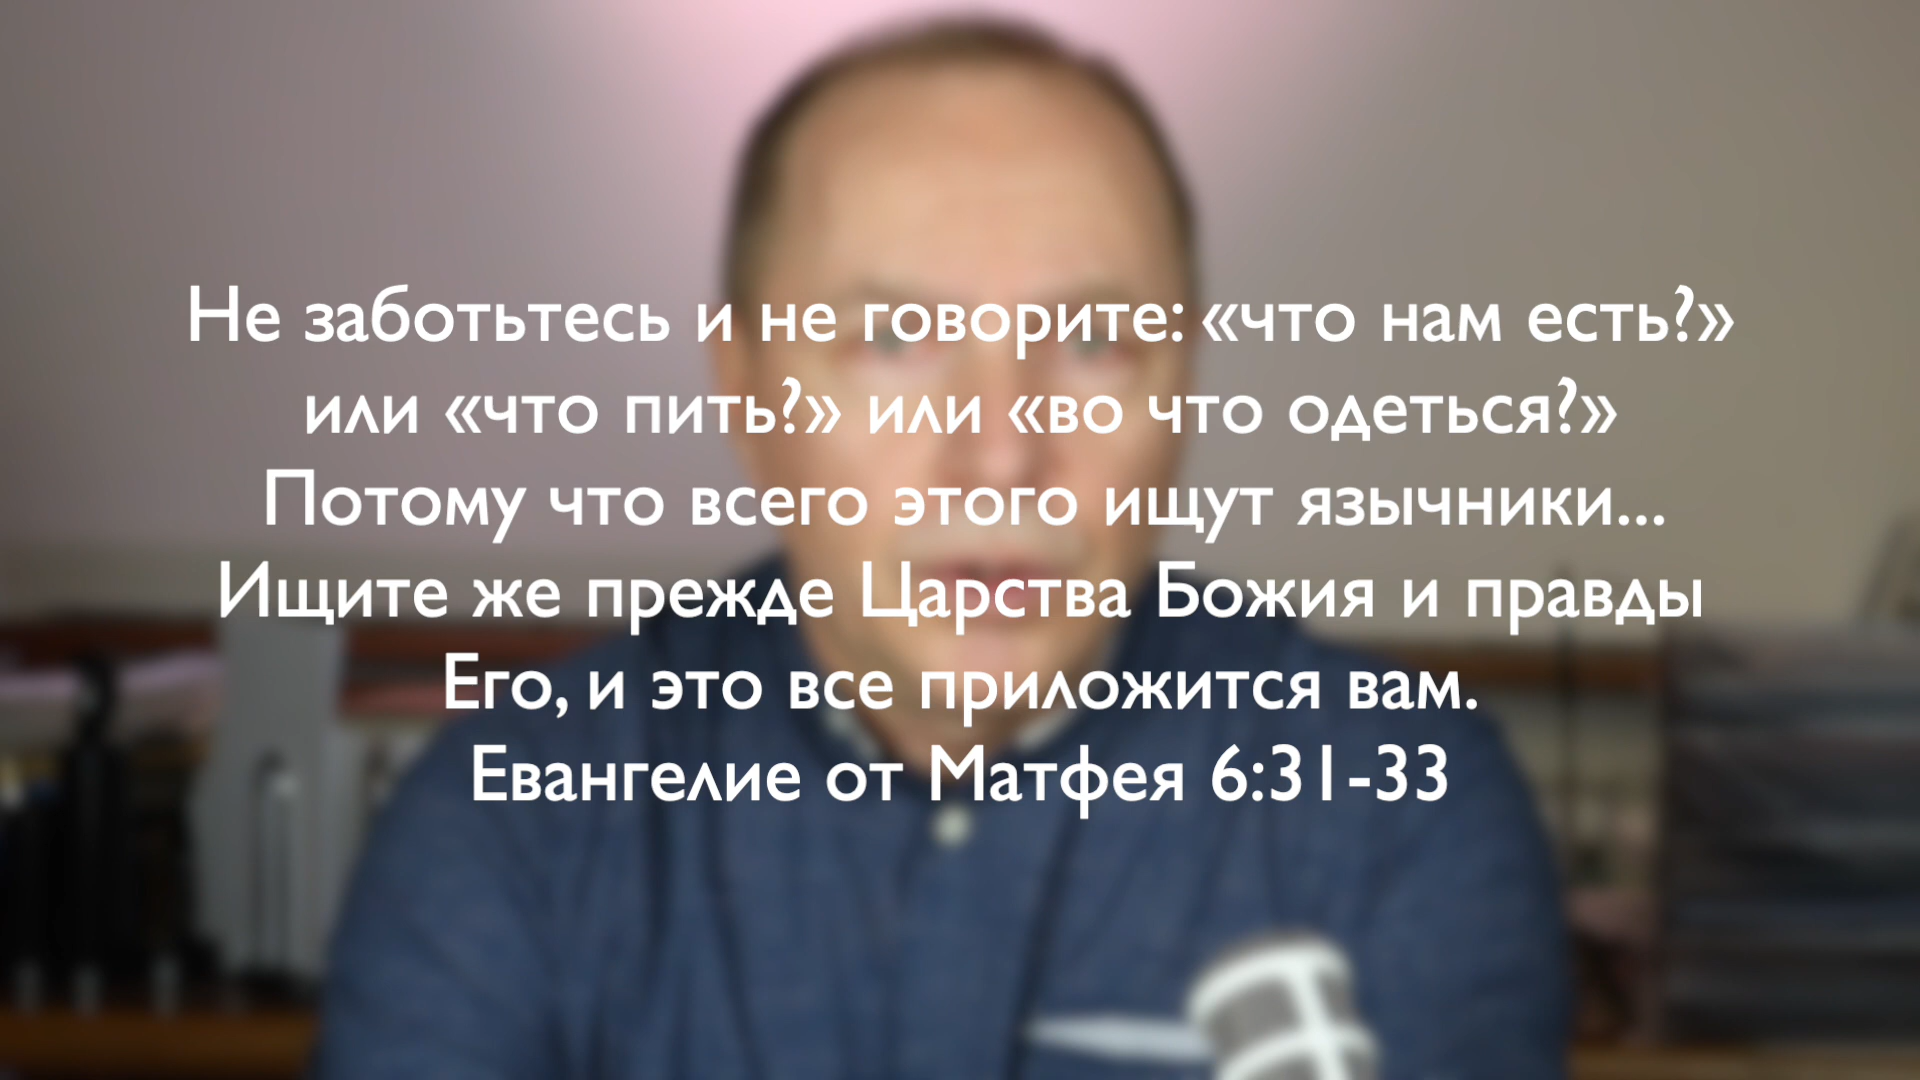 Не заботьтесь и не говорите: «что нам есть?»
или «что пить?» или «во что одеться?»
Потому что всего этого ищут язычники...
Ищите же прежде Царства Божия и правды
Его, и это все приложится вам.
Евангелие от Матфея 6:31-33